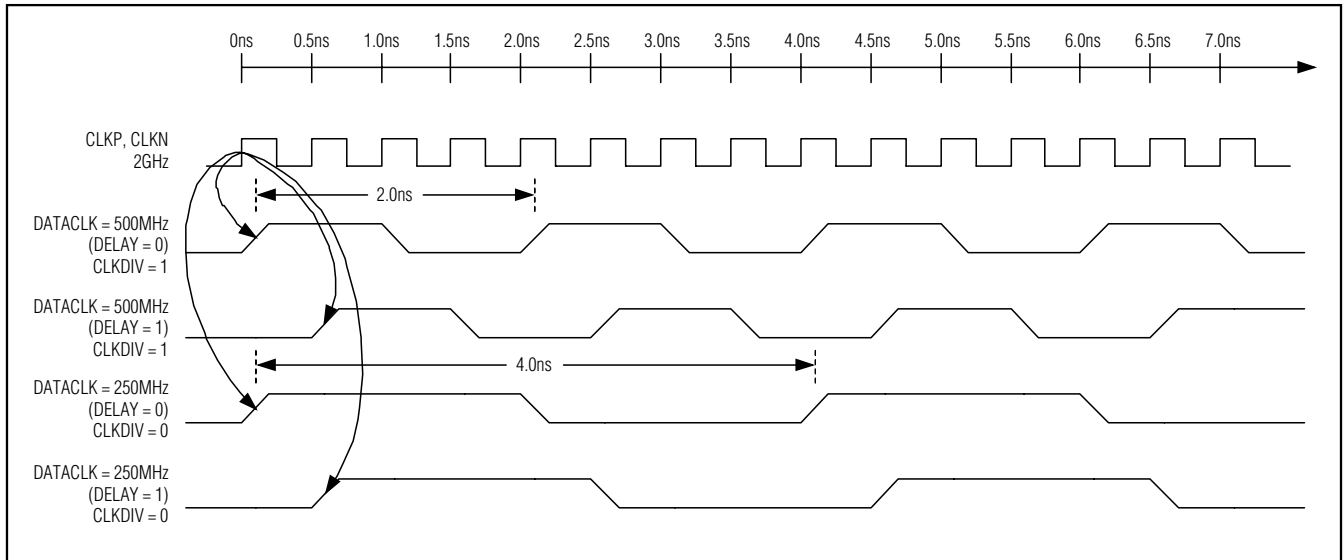 0ns 0.5ns 1.0ns 1.5ns 2.0ns 2.5ns 3.0ns 3.5ns 4.0ns 4.5ns 5.0ns 5.5ns 6.0ns 6.5ns 7.0ns
CLKP, CLKN
2GHz
2.0ns
DATACLK = 500MHz
(DELAY = 0)
CLKDIV = 1
DATACLK = 500MHz
(DELAY = 1)
CLKDIV = 1
4.0ns
DATACLK = 250MHz
(DELAY = 0)
CLKDIV = 0
DATACLK = 250MHz
(DELAY = 1)
CLKDIV = 0